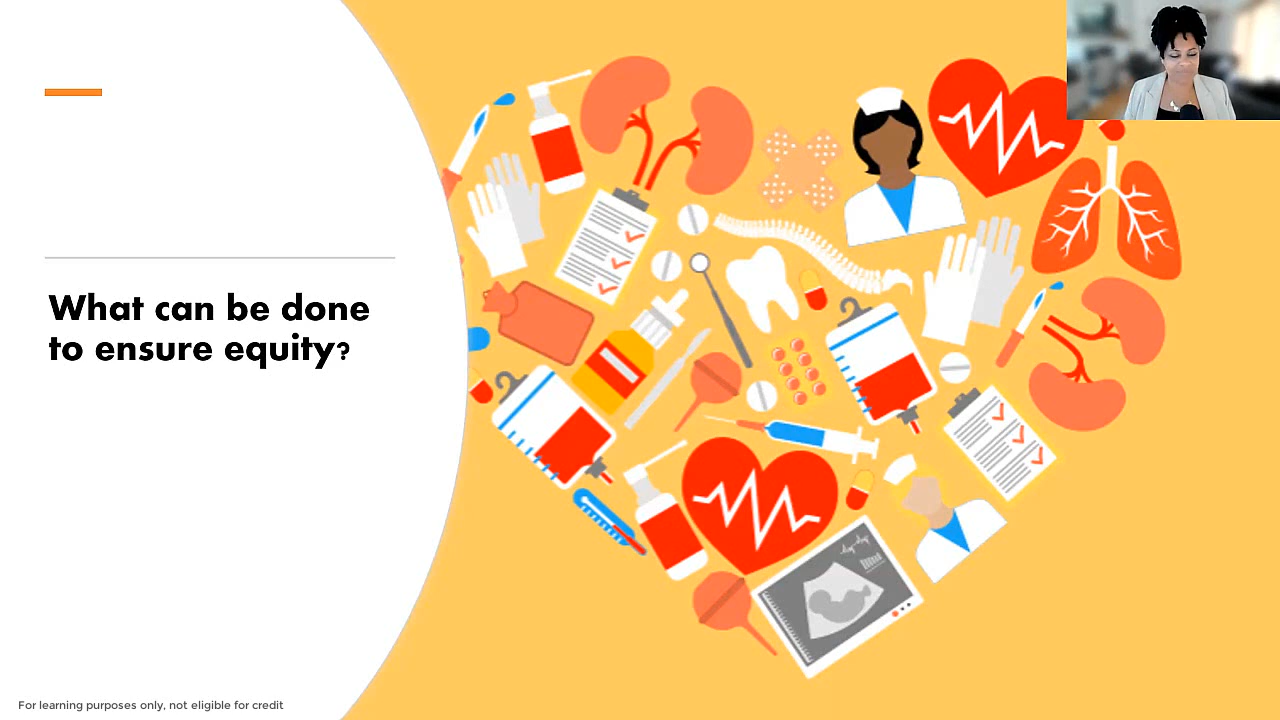 What can be done
to ensure equity?
For learning purposes only, not eligible for credit